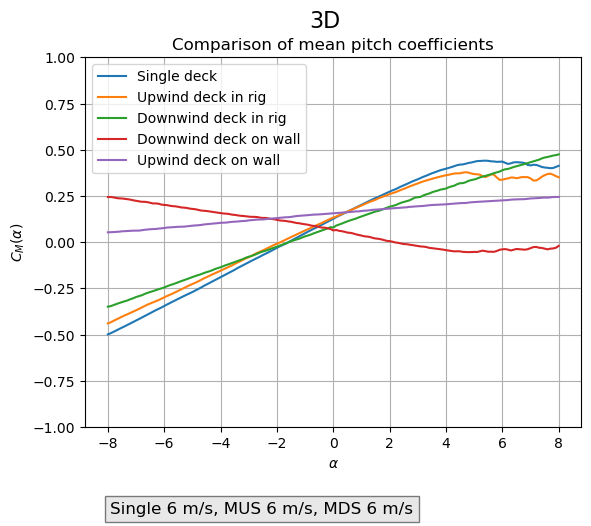 3D
Comparison of mean pitch coefficients
Single deck
Upwind deck in rig
Downwind deck in rig
Downwind deck on wall
Upwind deck on wall
1.00
0.75
0.50
0.25
0.00
−0.25
−0.50
−0.75
−1.00
C_M(α)
−8
−6
−4
−2
0
2
4
6
8
α
Single 6 m/s, MUS 6 m/s, MDS 6 m/s